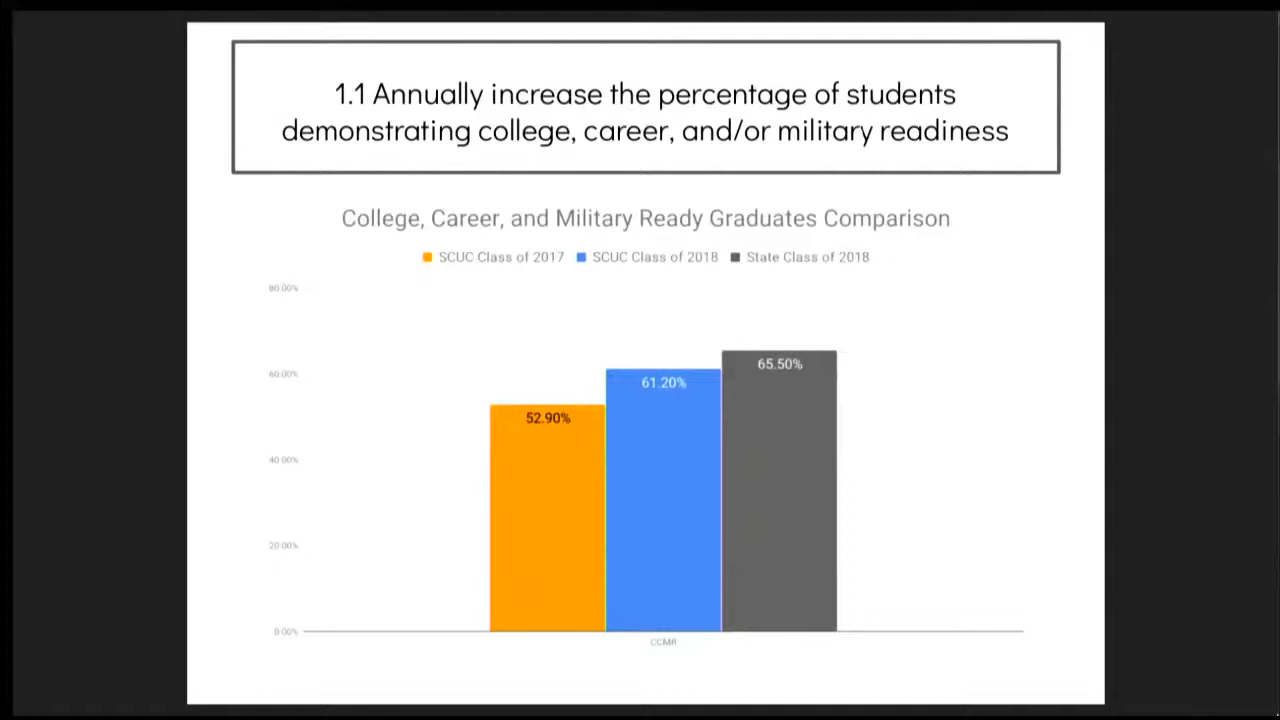 1.1 Annually increase the percentage of students
demonstrating college, career, and/or military readiness
College, Career, and Military Ready Graduates Comparison
SCUC Class of 2017 SCUC Class of 2018 State Class of 2018
80.00%
60.00%
40.00%
20.00%
0.00%
52.90%
61.20%
65.50%
CCMR